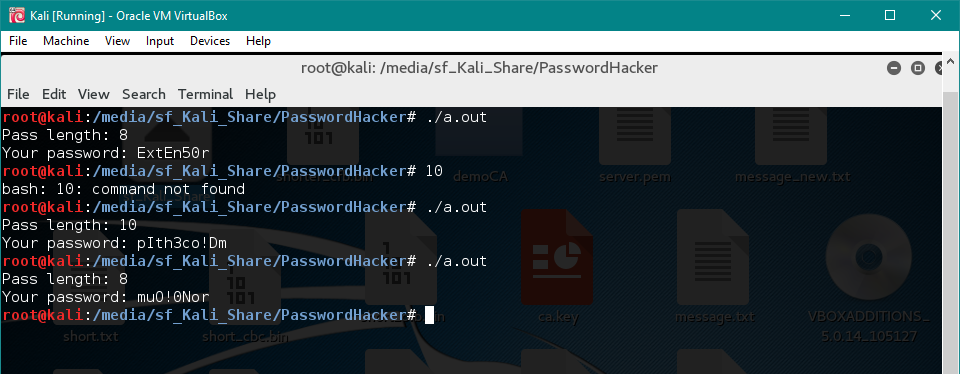 Kali [Running] - Oracle VM VirtualBox
File Machine View Input Devices Help
root@kali: /media/sf_Kali_Share/PasswordHacker
File Edit View Search Terminal Help
root@kali:/media/sf_Kali_Share/PasswordHacker# ./a.out
Pass length: 8
Your password: ExtEn50r
root@kali:/media/sf_Kali_Share/PasswordHacker# 10
bash: 10: command not found
root@kali:/media/sf_Kali_Share/PasswordHacker# ./a.out
Pass length: 10
Your password: pIth3co!Dm
root@kali:/media/sf_Kali_Share/PasswordHacker# ./a.out
Pass length: 8
Your password: muO!0Nor
root@kali:/media/sf_Kali_Share/PasswordHacker#
shorter_cfb.bin
demoCA
server.pem
message_new.txt
short.txt
short_cbc.bin
ca.key
message.txt
VBOXADDITIONS_
5.0.14_105127